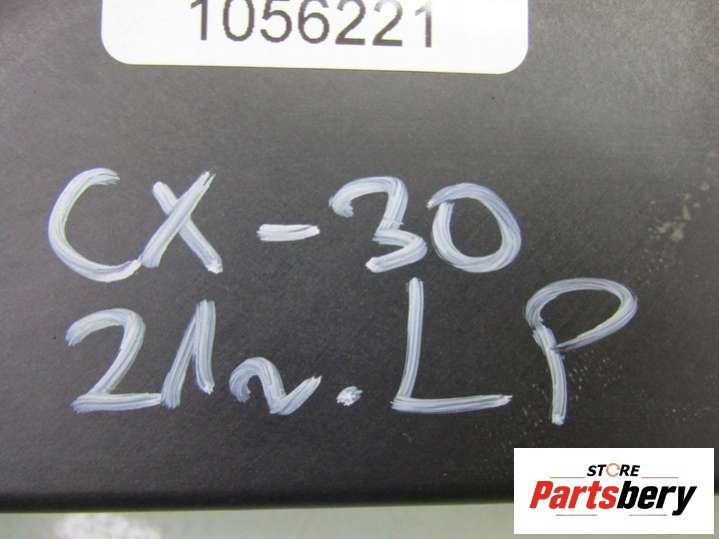 1056221
CX-30
21r. LP
STORE
Partsbery